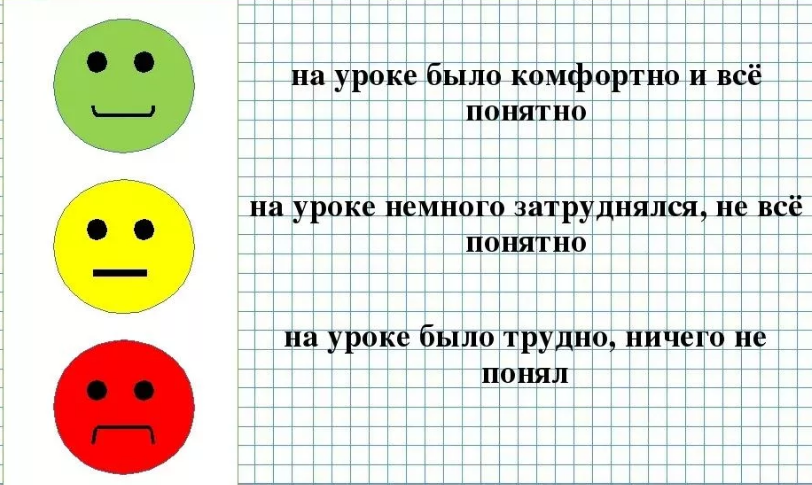 на уроке было комфортно и всё
понятно
на уроке немного затруднялся, не всё
понятно
на уроке было трудно, ничего не
понял